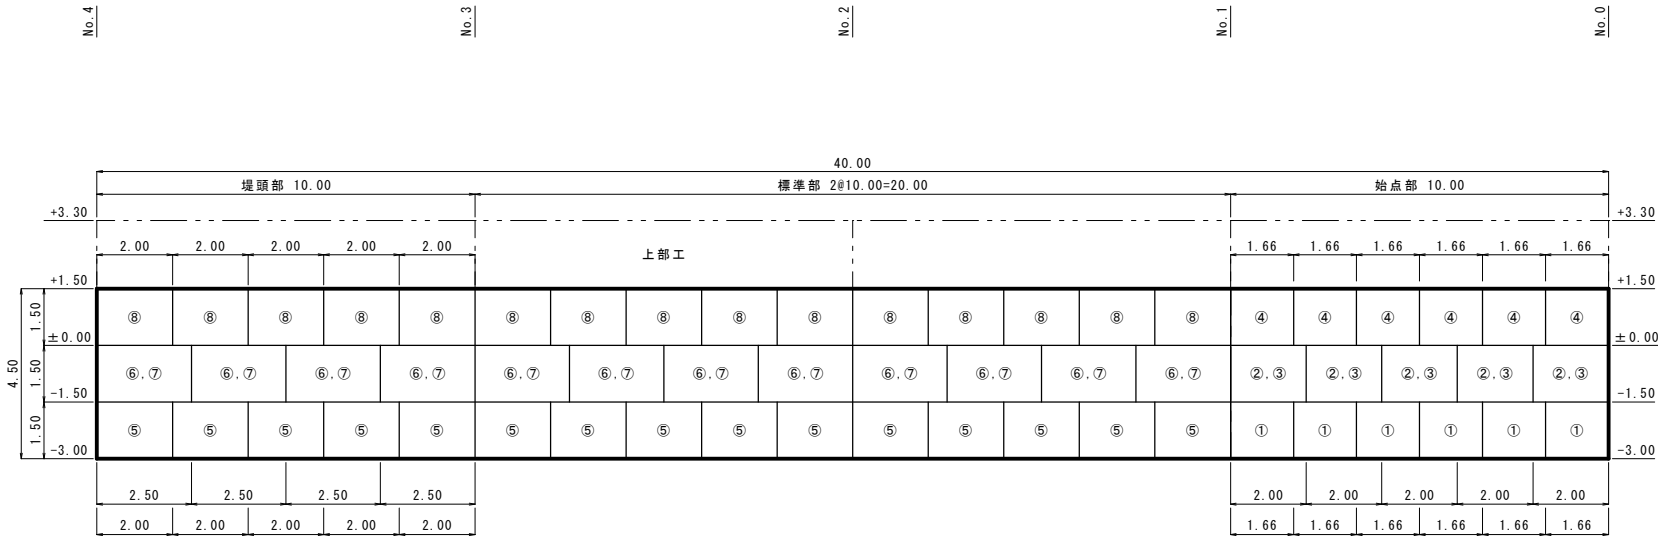 No.4 No.3 No.2 No.1 No.0
40.00
堤頭部 10.00 標準部 2@10.00=20.00 始点部 10.00
+3.30 +3.30
2.00 2.00 2.00 2.00 2.00 上部工 1.66 1.66 1.66 1.66 1.66 1.66
+1.50 +1.50
1.50 ⑧ ⑧ ⑧ ⑧ ⑧ ⑧ ⑧ ⑧ ⑧ ⑧ ⑧ ⑧ ⑧ ⑧ ⑧ ④ ④ ④ ④ ④ ④
±0.00 ±0.00
4.50 1.50 ⑥,⑦ ⑥,⑦ ⑥,⑦ ⑥,⑦ ⑥,⑦ ⑥,⑦ ⑥,⑦ ⑥,⑦ ⑥,⑦ ⑥,⑦ ⑥,⑦ ⑥,⑦ ②,③ ②,③ ②,③ ②,③ ②,③
-1.50 -1.50
1.50 ⑤ ⑤ ⑤ ⑤ ⑤ ⑤ ⑤ ⑤ ⑤ ⑤ ⑤ ⑤ ⑤ ⑤ ⑤ ① ① ① ① ① ①
-3.00 -3.00
2.50 2.50 2.50 2.50 2.00 2.00 2.00 2.00 2.00
2.00 2.00 2.00 2.00 2.00 1.66 1.66 1.66 1.66 1.66 1.66